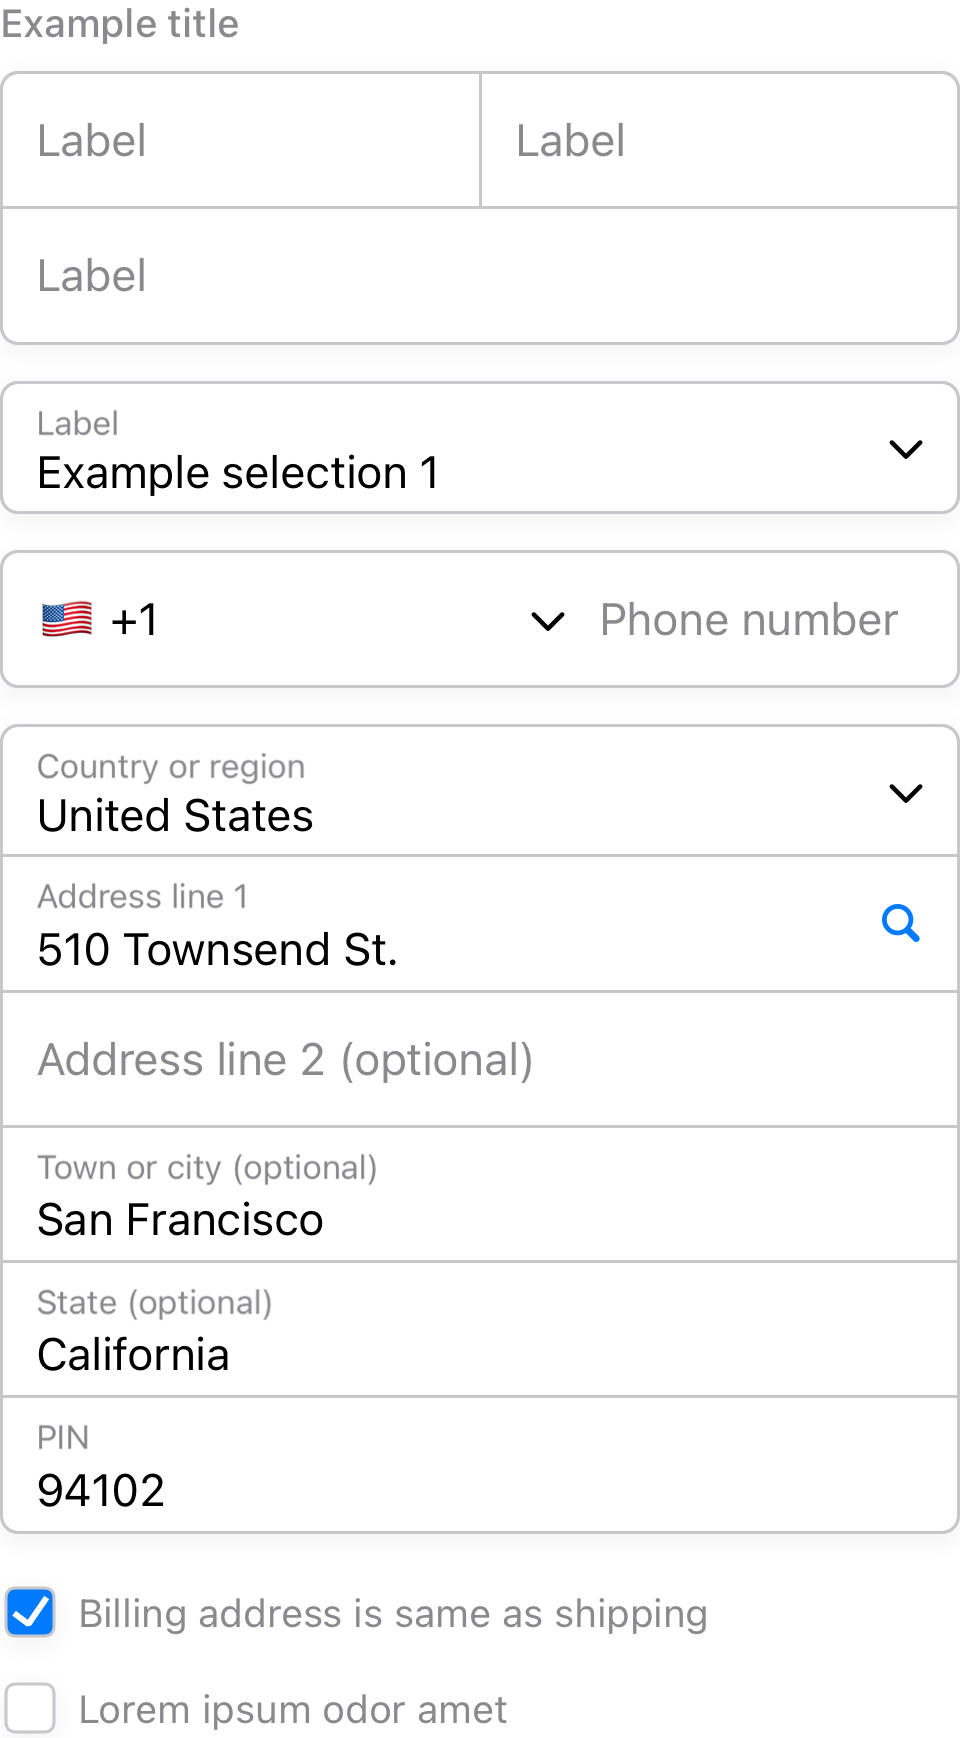 Example title
Label
Label
Label
Label
Example selection 1
+1
Phone number
Country or region
United States
Address line 1
510 Townsend St.
Address line 2 (optional)
Town or city (optional)
San Francisco
State (optional)
California
PIN
94102
Billing address is same as shipping
Lorem ipsum odor amet